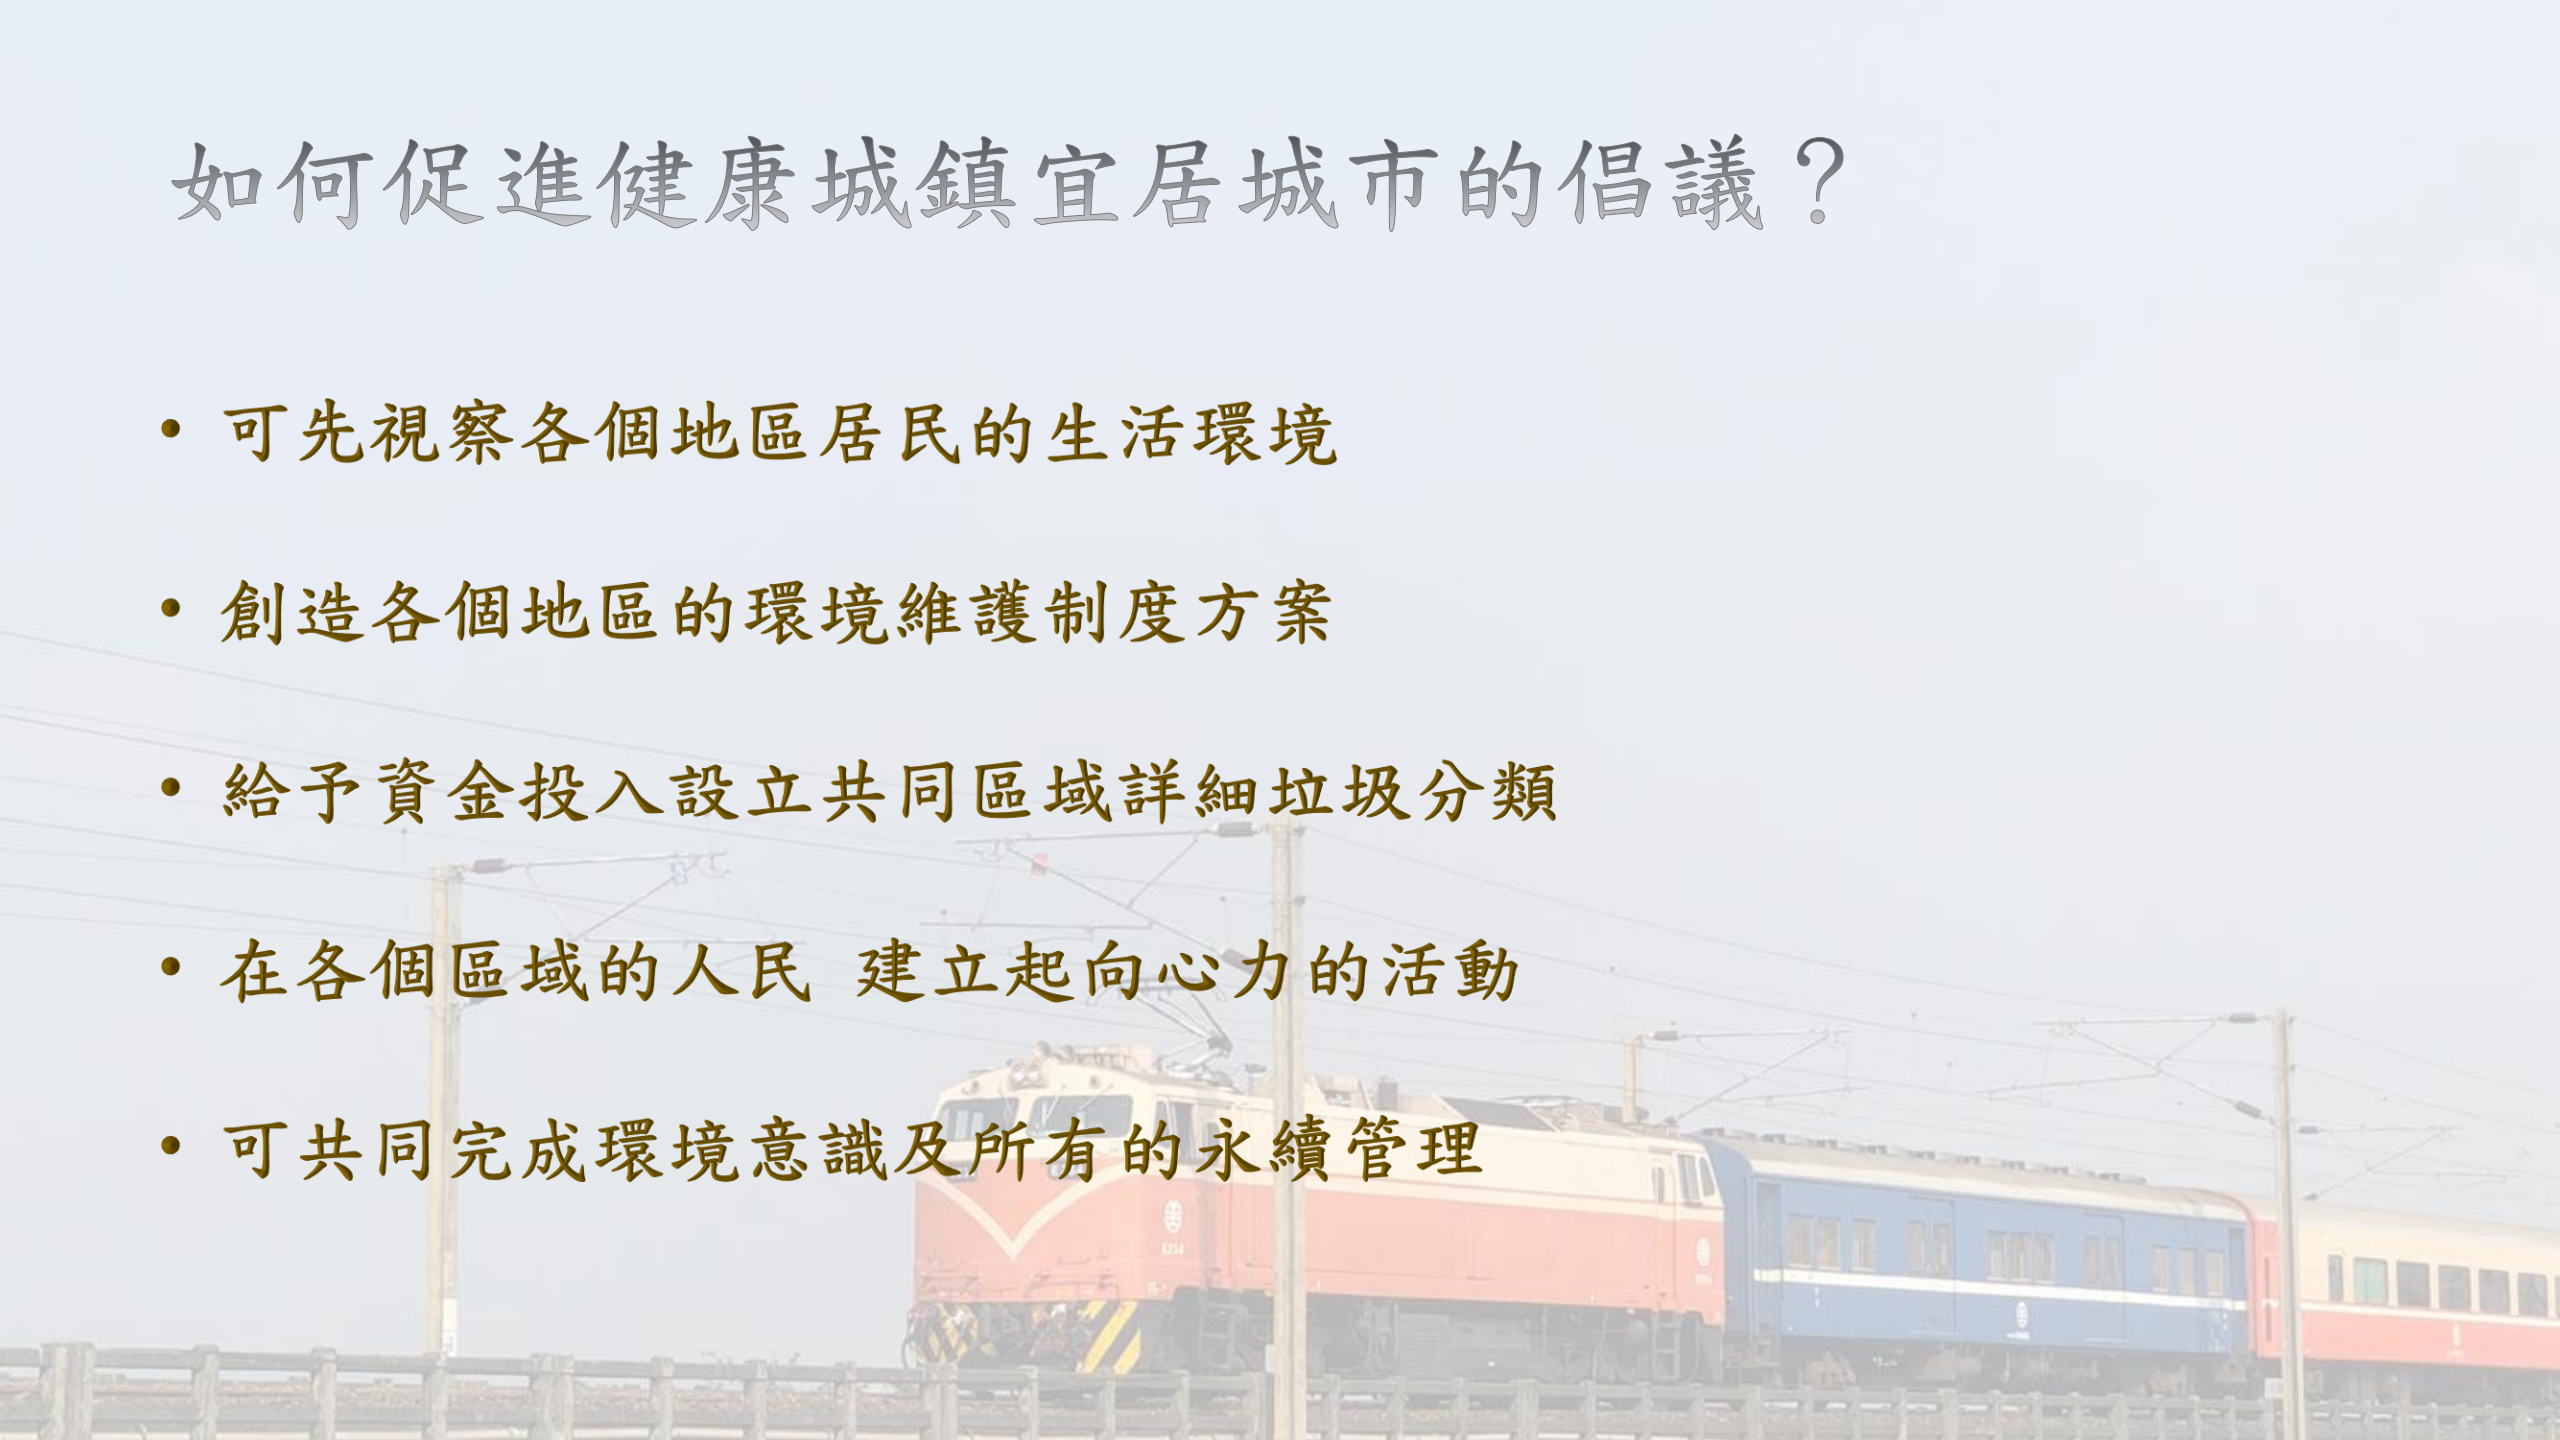 如何促進健康城鎮宜居城市的倡議？
• 可先視察各個地區居民的生活環境
• 創造各個地區的環境維護制度方案
• 給予資金投入設立共同區域詳細垃圾分類
• 在各個區域的人民 建立起向心力的活動
• 可共同完成環境意識及所有的永續管理